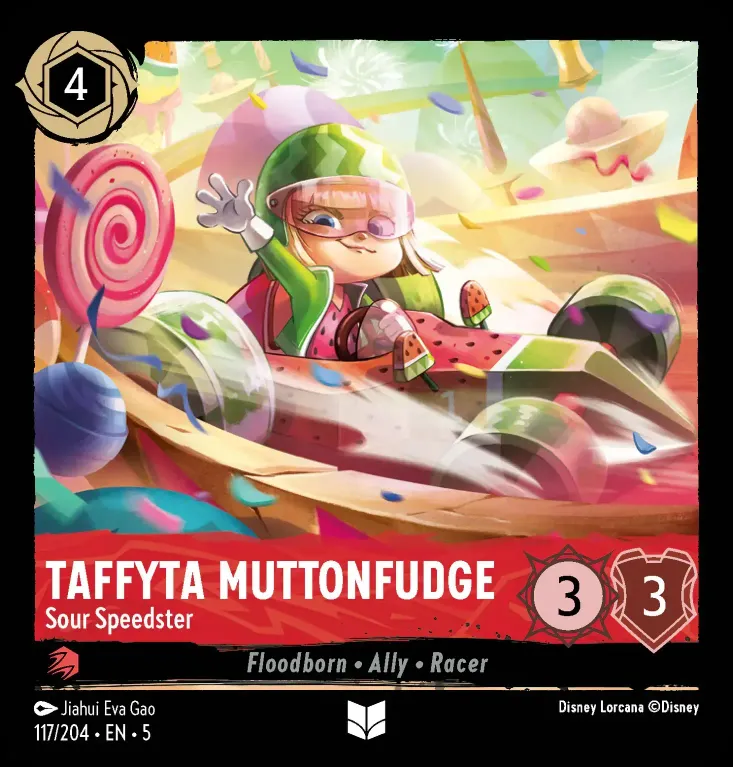 4
1
TAFFYTA MUTTONFUDGE
Sour Speedster
3
3
Floodborn • Ally • Racer
Jiahui Eva Gao
117/204 • EN • 5
Disney Lorcana ©Disney